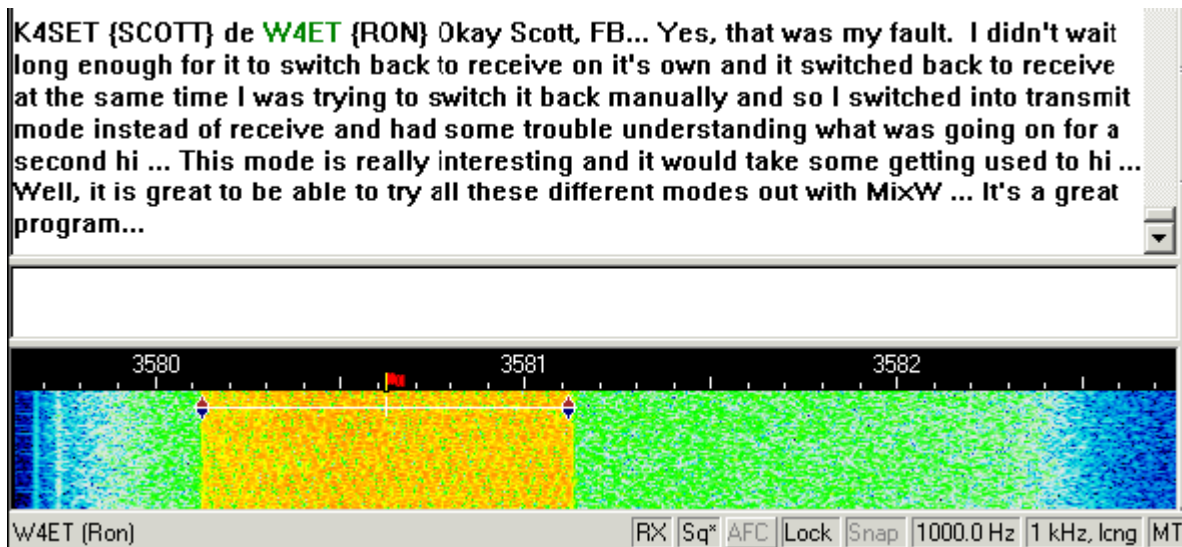 K4SET {SCOTT} de W4ET {RON} Okay Scott, FB... Yes, that was my fault.  I didn't wait
long enough for it to switch back to receive on it's own and it switched back to receive
at the same time I was trying to switch it back manually and so I switched into transmit
mode instead of receive and had some trouble understanding what was going on for a
second hi ... This mode is really interesting and it would take some getting used to hi ...
Well, it is great to be able to try all these different modes out with MixW ... It's a great
program...
3580 3581 3582
W4ET (Ron) RX Sq* AFC Lock Snap 1000.0 Hz 1 kHz, long MT